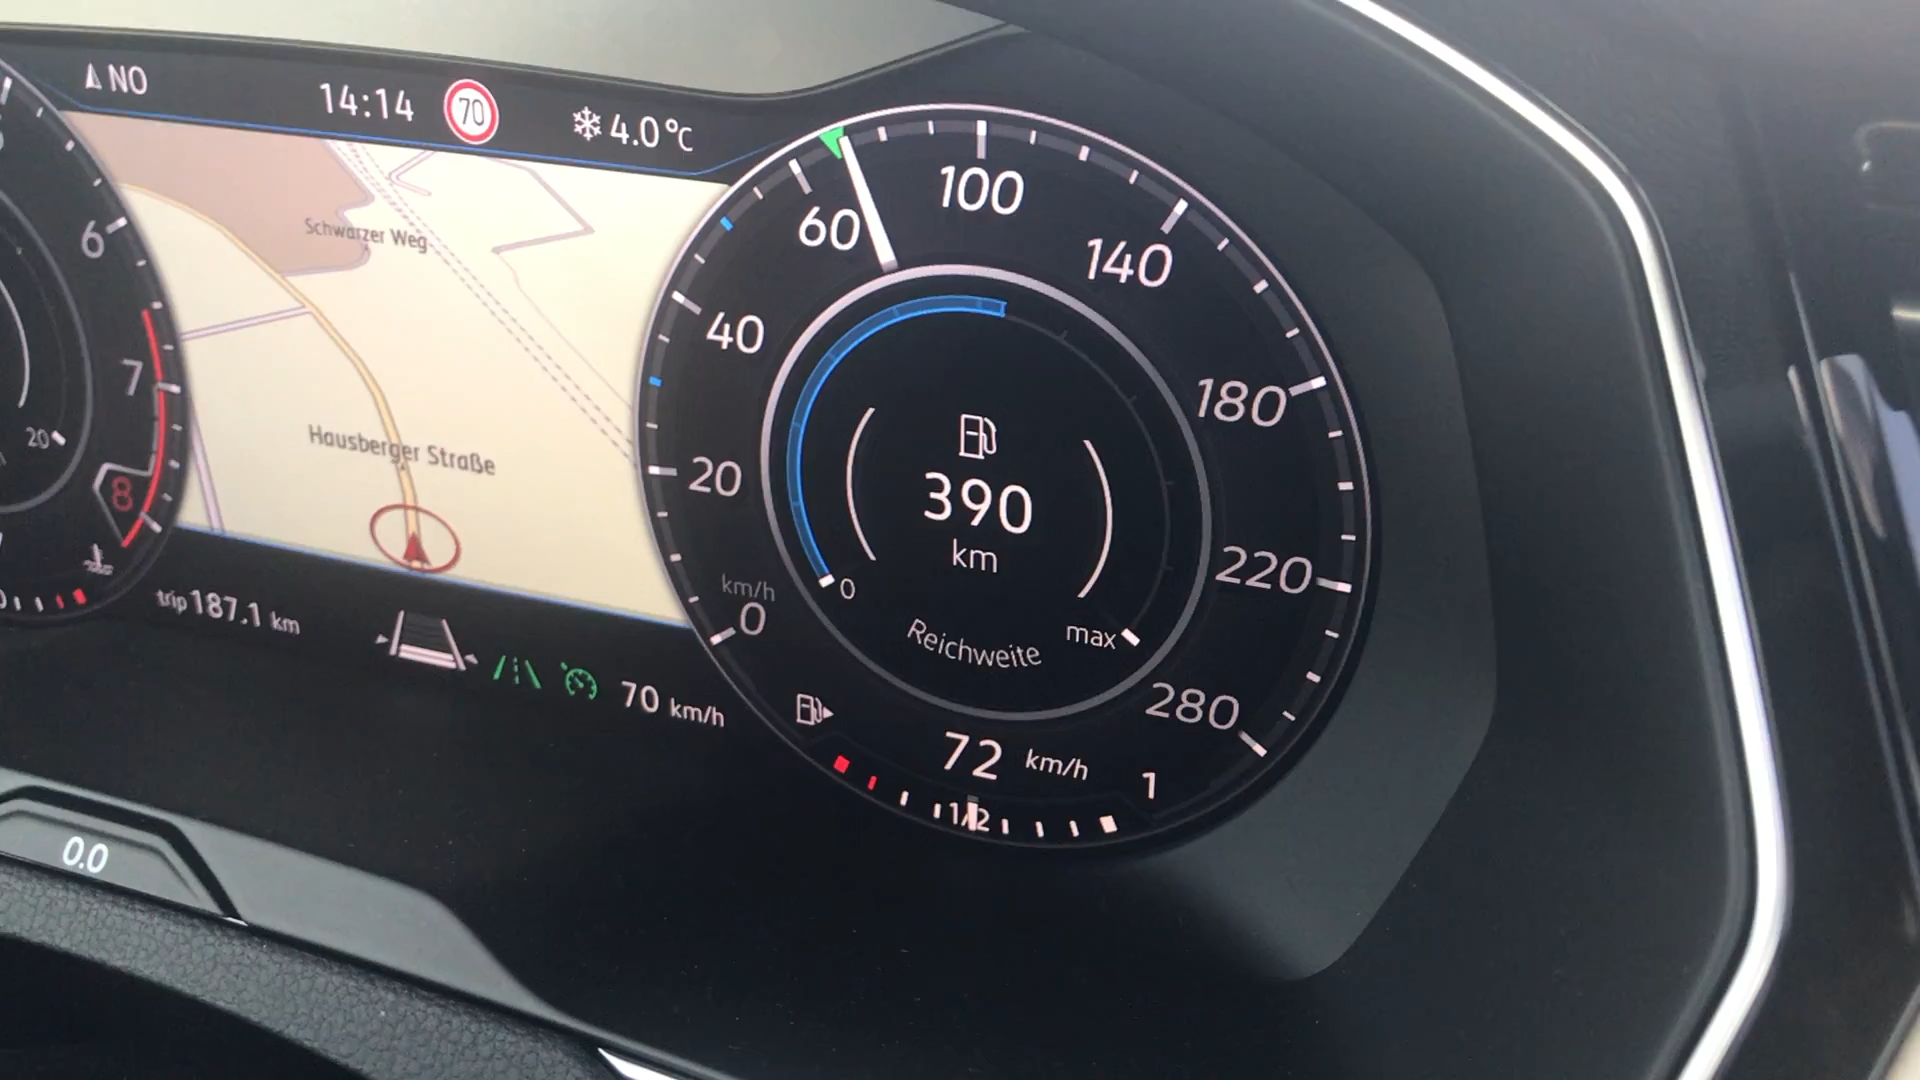 NO
14:14
70
4.0°C
6
7
8
20
Schwarzer Weg
Hausberger Straße
trip 187.1 km
70 km/h
0.0
km/h
0
20
40
60
100
140
180
220
280
390
km
0
max
Reichweite
72 km/h
1/2
1